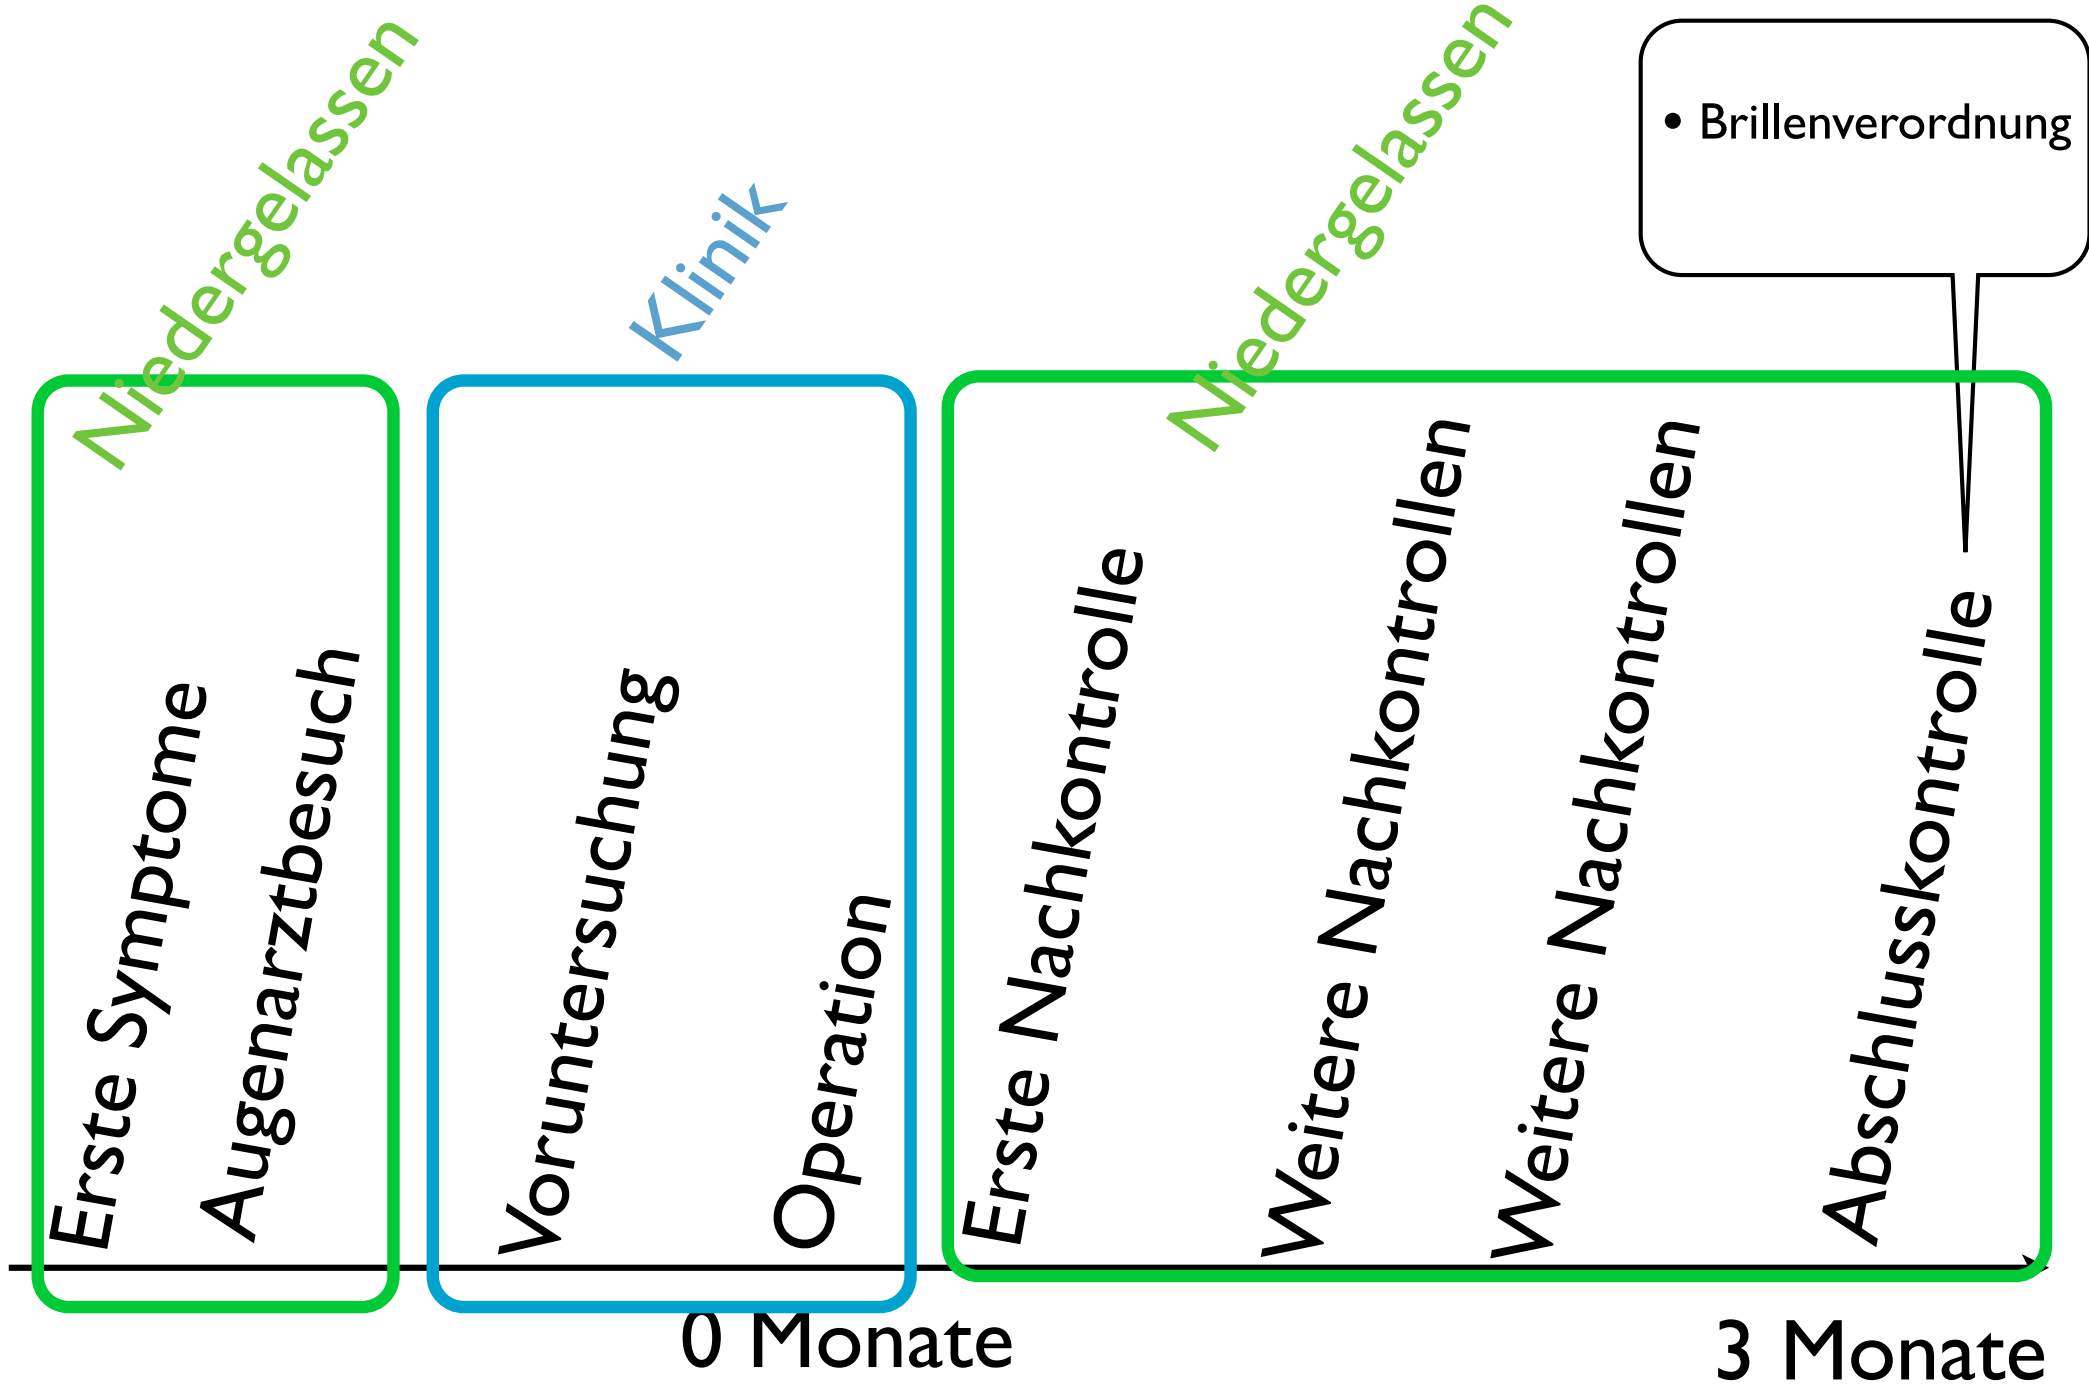 Niedergelassen
Klinik
Niedergelassen
• Brillenverordnung
Erste Symptome
Augenarztbesuch
Voruntersuchung
Operation
Erste Nachkontrolle
Weitere Nachkontrollen
Weitere Nachkontrollen
Abschlusskontrolle
0 Monate
3 Monate